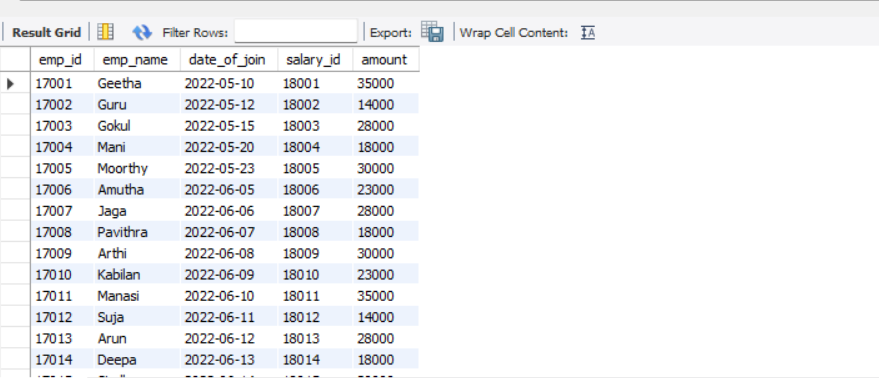 Result Grid Filter Rows: Export: Wrap Cell Content: IA
emp_id emp_name date_of_join salary_id amount
17001 Geetha 2022-05-10 18001 35000
17002 Guru 2022-05-12 18002 14000
17003 Gokul 2022-05-15 18003 28000
17004 Mani 2022-05-20 18004 18000
17005 Moorthy 2022-05-23 18005 30000
17006 Amutha 2022-06-05 18006 23000
17007 Jaga 2022-06-06 18007 28000
17008 Pavithra 2022-06-07 18008 18000
17009 Arthi 2022-06-08 18009 30000
17010 Kabilan 2022-06-09 18010 23000
17011 Manasi 2022-06-10 18011 35000
17012 Suja 2022-06-11 18012 14000
17013 Arun 2022-06-12 18013 28000
17014 Deepa 2022-06-13 18014 18000